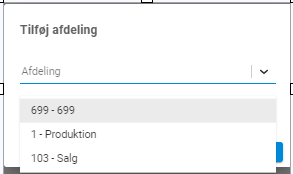 Tilføj afdeling
Afdeling
699 - 699
1 - Produktion
103 - Salg